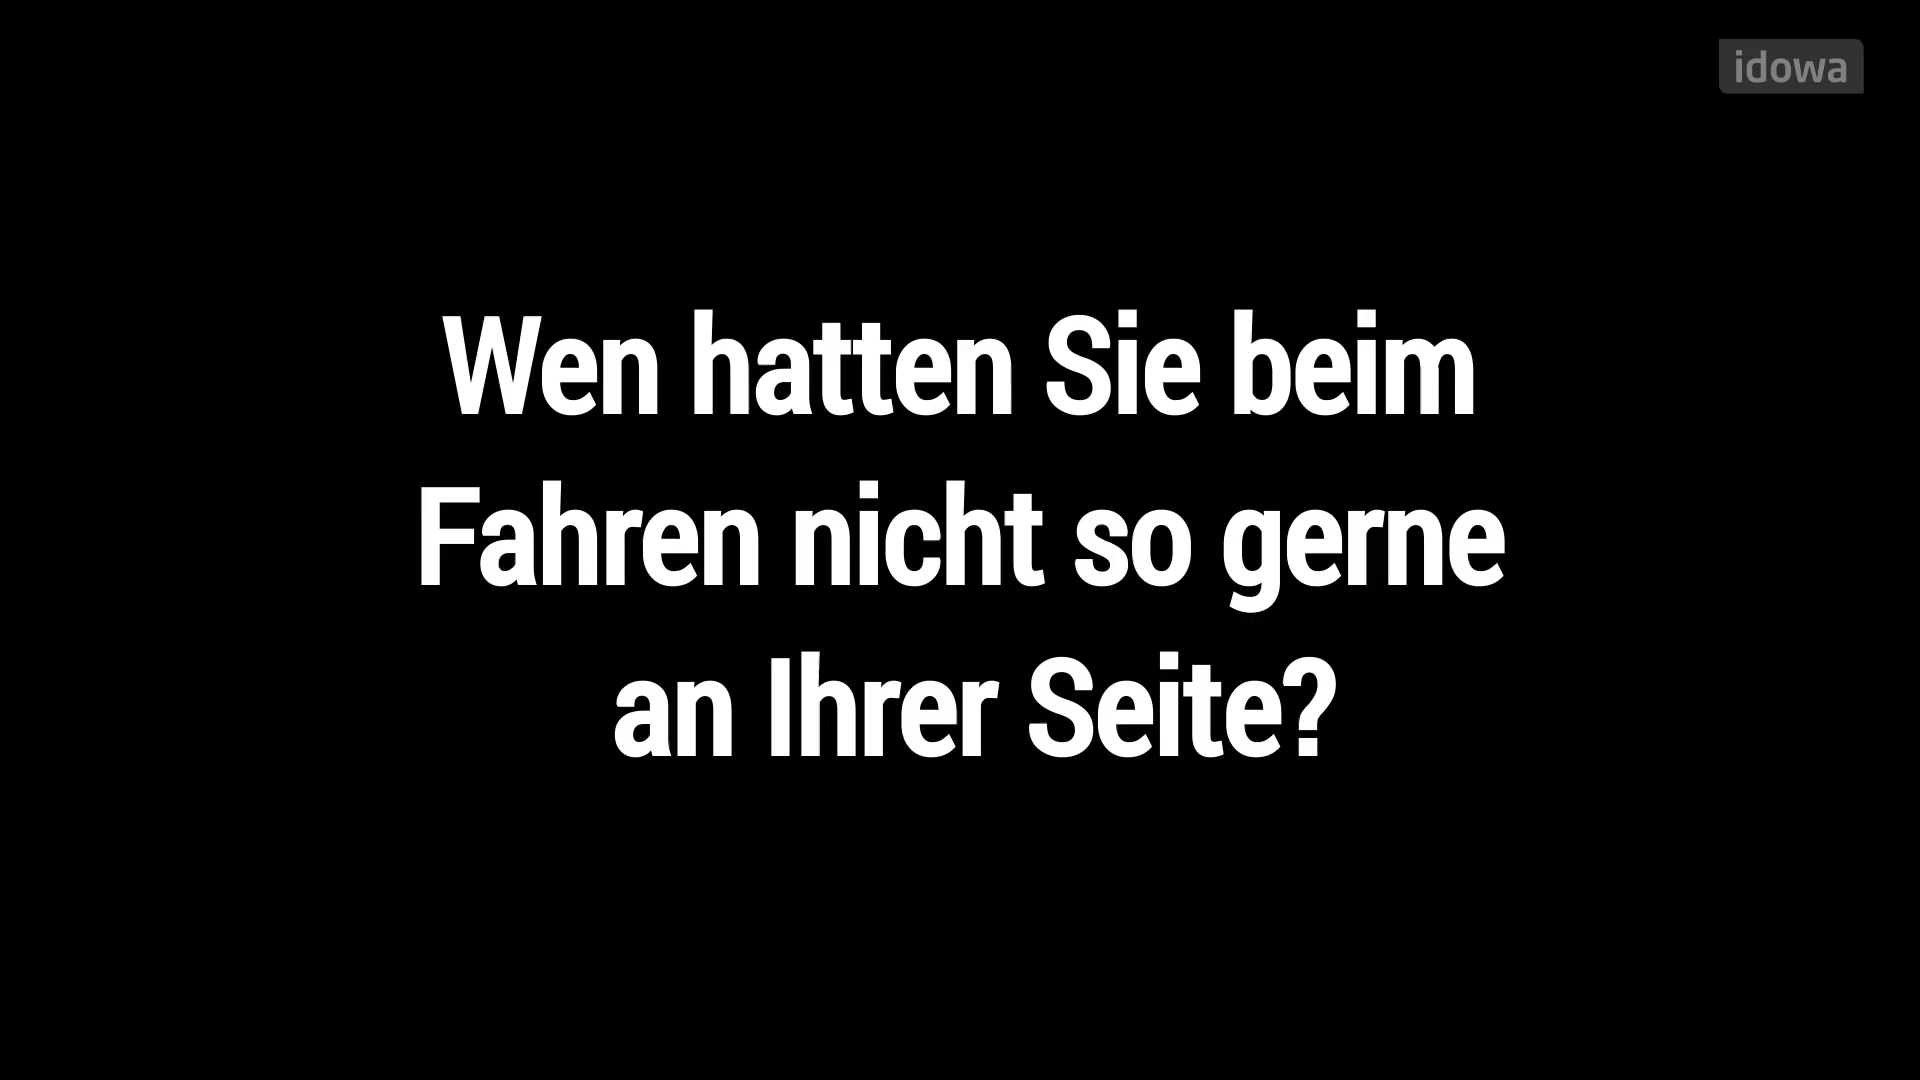 idowa
Wen hatten Sie beim
Fahren nicht so gerne
an Ihrer Seite?